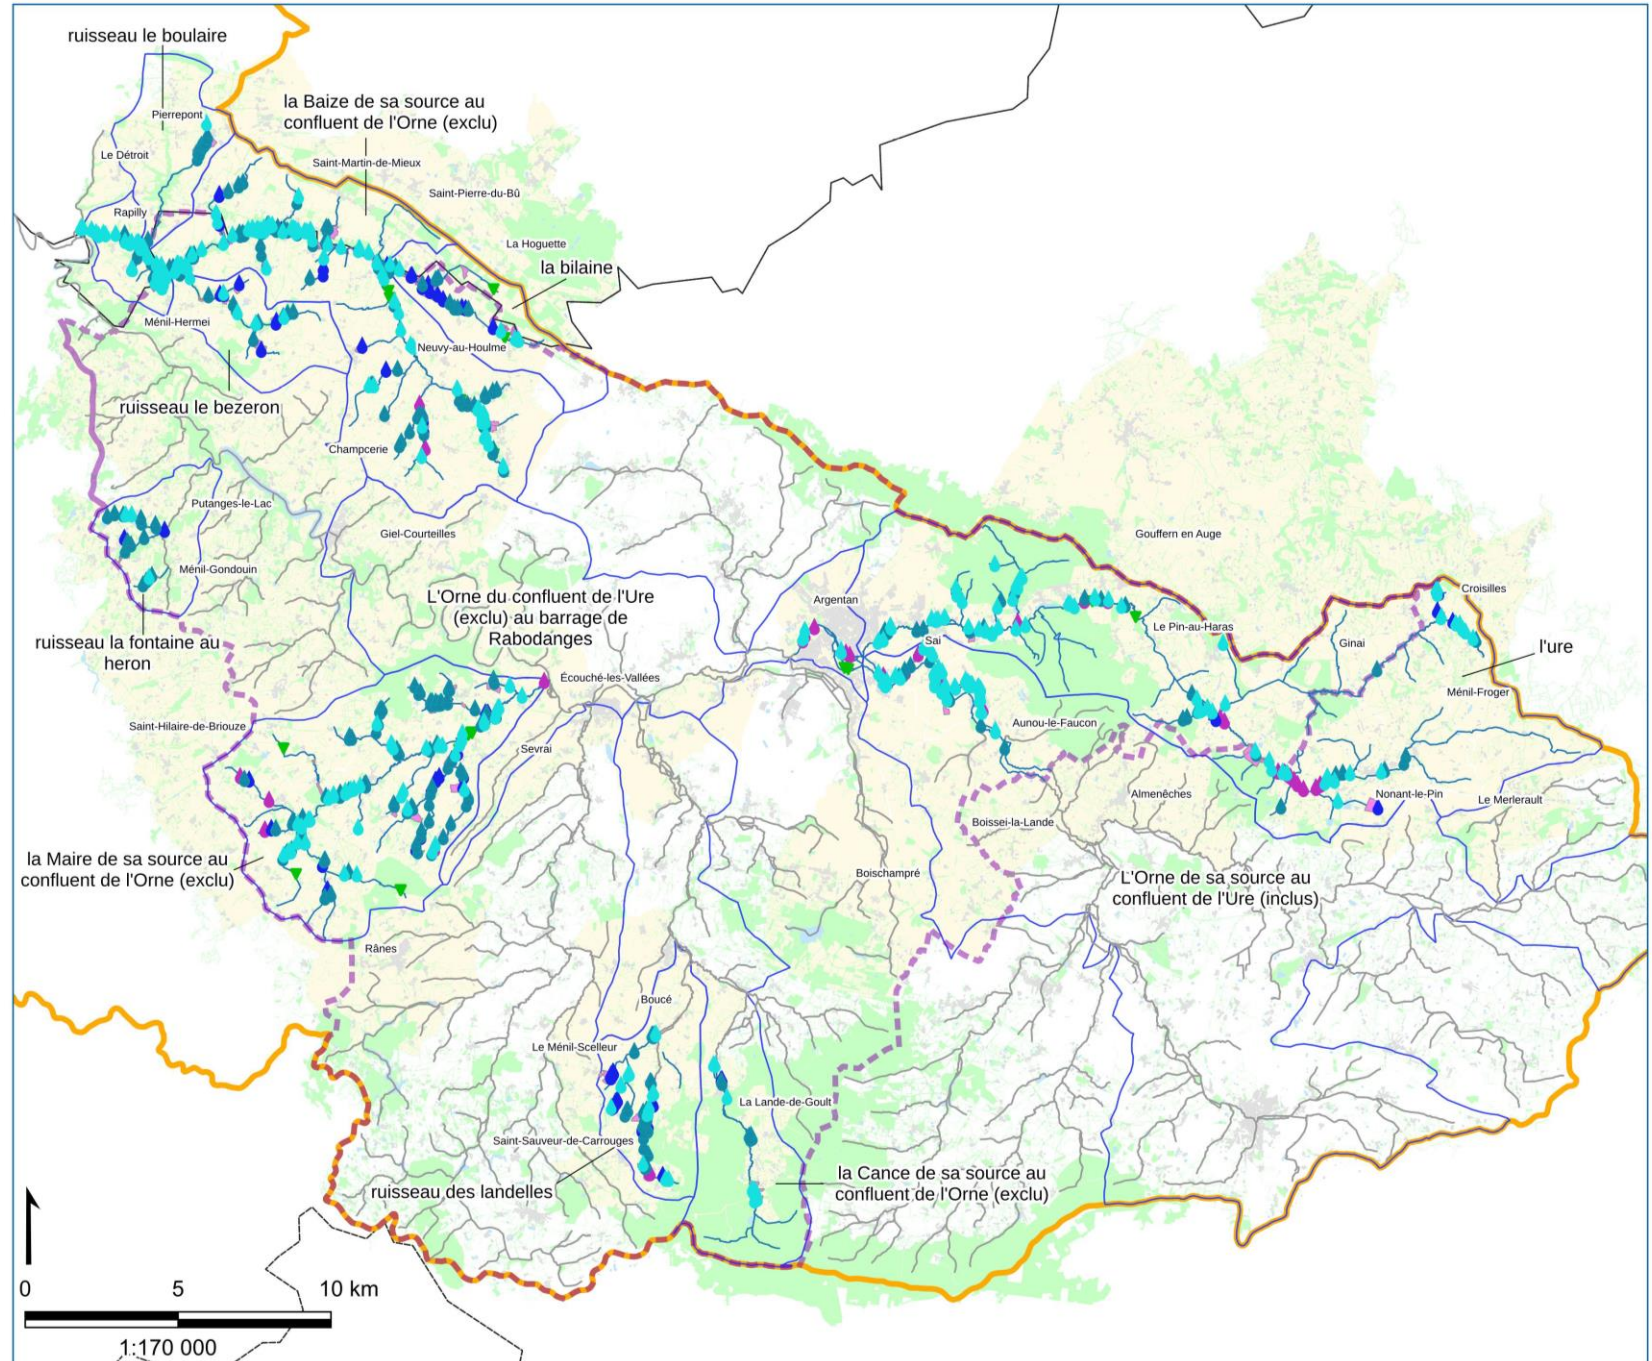 ruisseau le boulaire
la Baize de sa source au
confluent de l'Orne (exclu)
Pierrepont
Le Détroit
Saint-Martin-de-Mieux
Saint-Pierre-du-Bû
Rapilly
La Hoguette
la bilaine
Ménil-Hermei
Neuvy-au-Houlme
ruisseau le bezeron
Champcerie
Putanges-le-Lac
Giel-Courteilles
Gouffern en Auge
Ménil-Gondouin
Croisilles
L'Orne du confluent de l'Ure
(exclu) au barrage de
Rabodanges
Argentan
Le Pin-au-Haras
ruisseau la fontaine au
heron
Sai
Ginai
l'ure
Écouché-les-Vallées
Ménil-Froger
Saint-Hilaire-de-Briouze
Aunou-le-Faucon
Sevrai
Almenêches
Nonant-le-Pin
Le Merlerault
Boissei-la-Lande
la Maire de sa source au
confluent de l'Orne (exclu)
Boischampré
L'Orne de sa source au
confluent de l'Ure (inclus)
Rânes
Boucé
Le Ménil-Scelleur
La Lande-de-Goult
Saint-Sauveur-de-Carrouges
la Cance de sa source au
confluent de l'Orne (exclu)
ruisseau des landelles
0 5 10 km
1:170 000